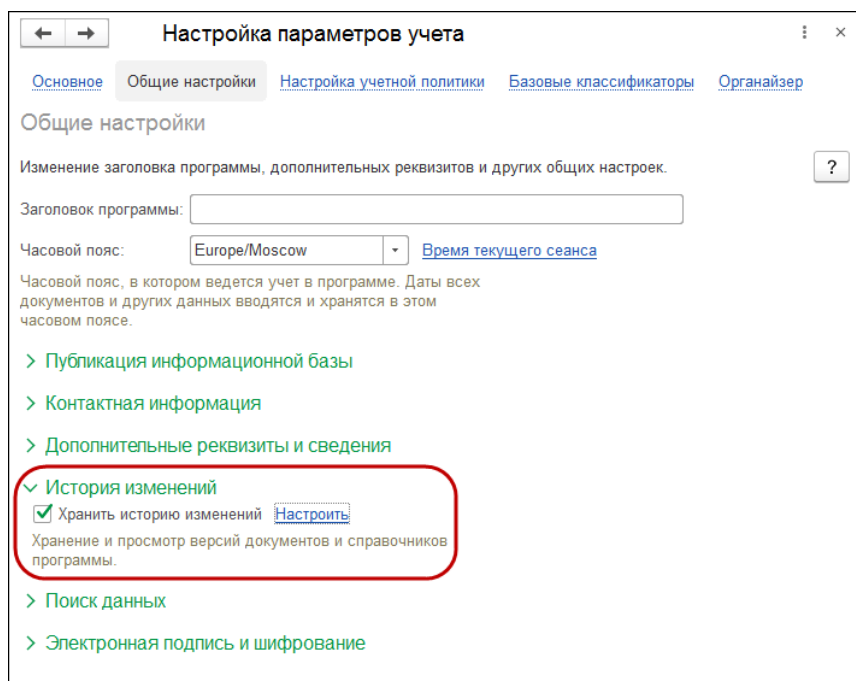 Настройка параметров учета
Основное Общие настройки Настройка учетной политики Базовые классификаторы Органайзер
Общие настройки
Изменение заголовка программы, дополнительных реквизитов и других общих настроек. ?
Заголовок программы:
Часовой пояс: Europe/Moscow Время текущего сеанса
Часовой пояс, в котором ведется учет в программе. Даты всех
документов и других данных вводятся и хранятся в этом
часовом поясе.
Публикация информационной базы
Контактная информация
Дополнительные реквизиты и сведения
История изменений
Хранить историю изменений Настроить
Хранение и просмотр версий документов и справочников
программы.
Поиск данных
Электронная подпись и шифрование